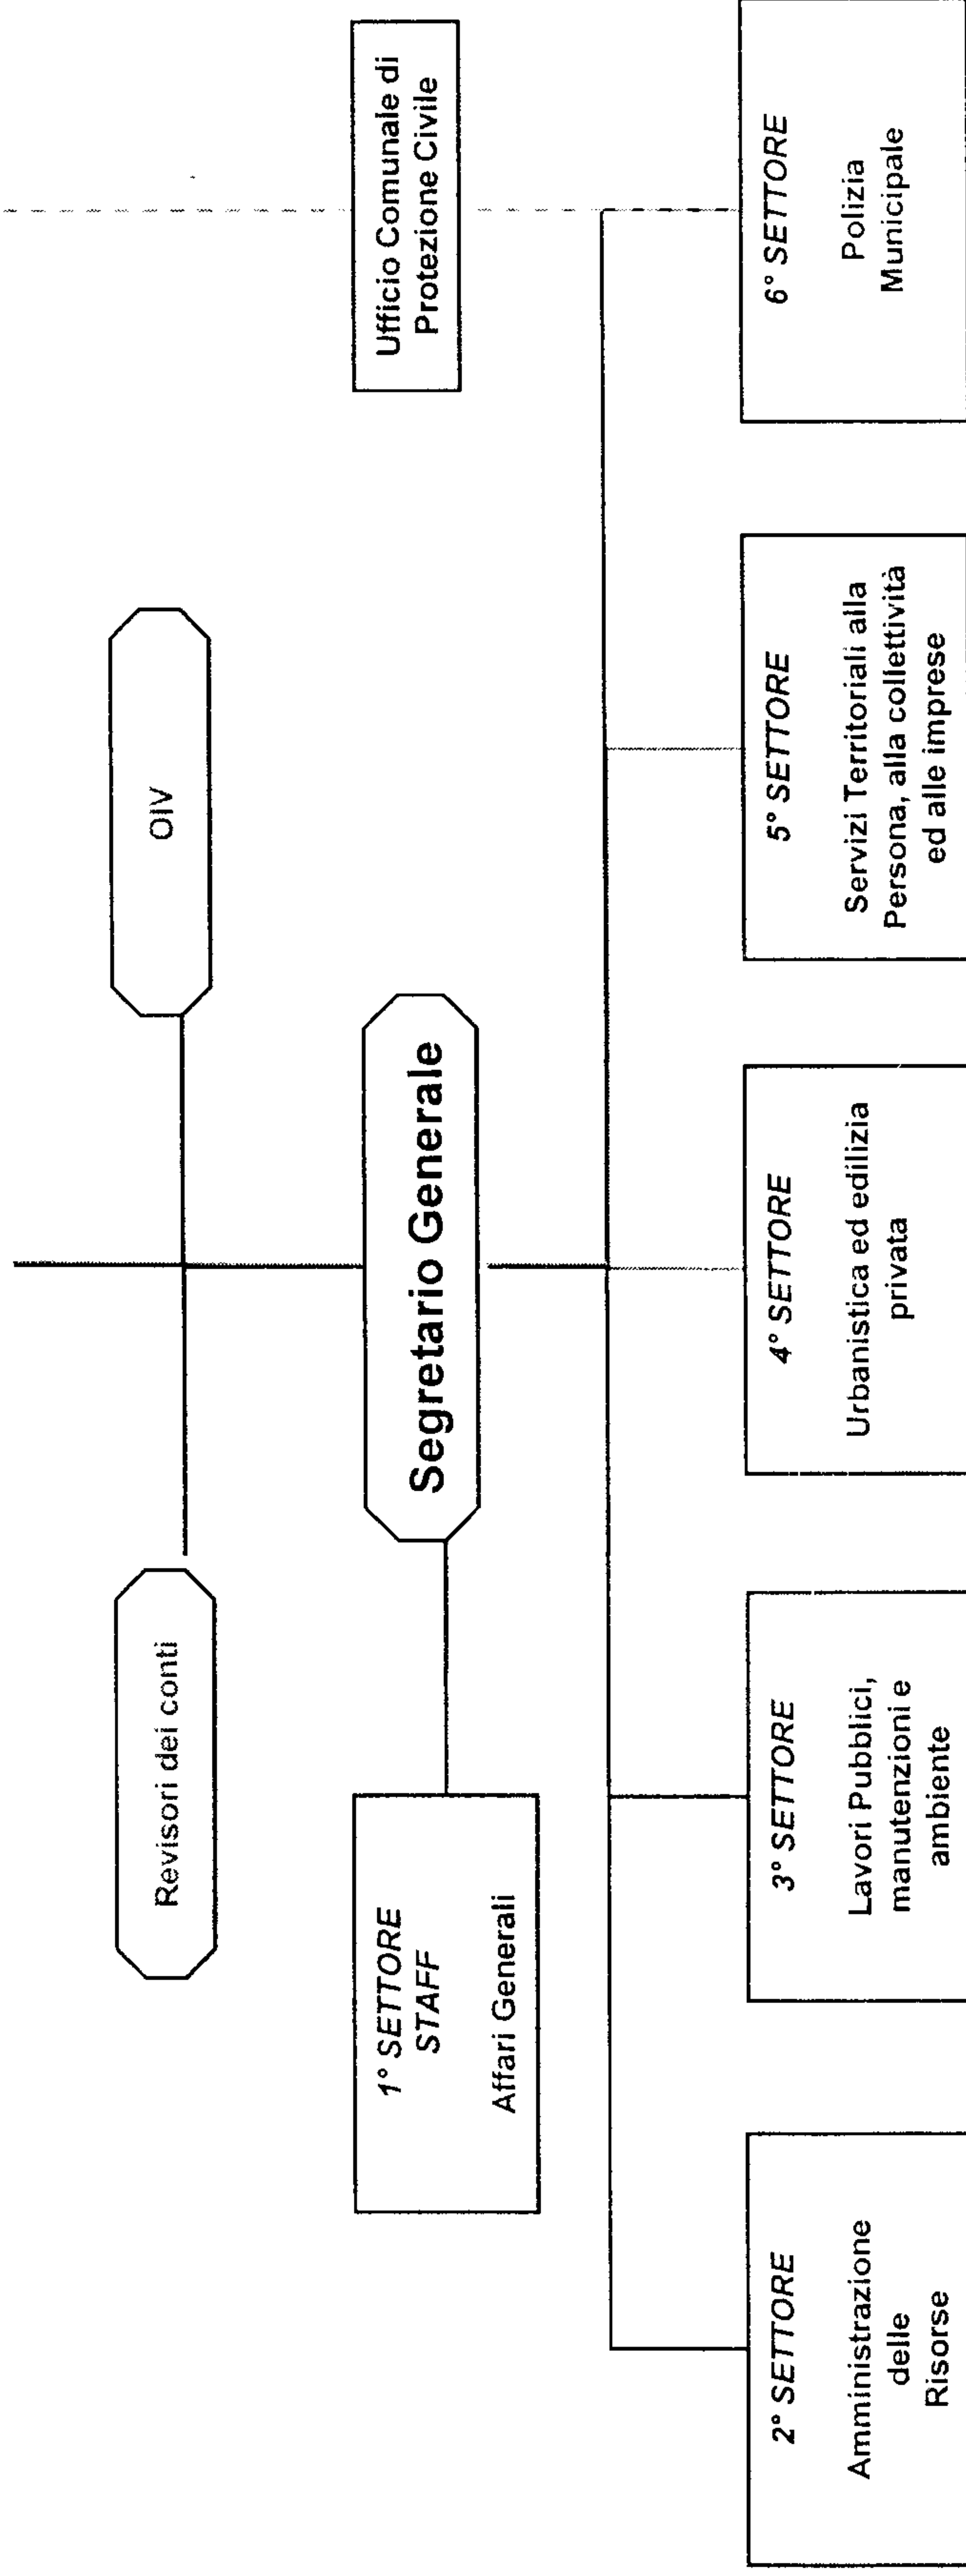 Revisori dei conti
OIV
1° SETTORE
STAFF
Affari Generali
Segretario Generale
Ufficio Comunale di
Protezione Civile
2° SETTORE
Amministrazione
delle
Risorse
3° SETTORE
Lavori Pubblici,
manutenzioni e
ambiente
4° SETTORE
Urbanistica ed edilizia
privata
5° SETTORE
Servizi Territoriali alla
Persona, alla collettività
ed alle imprese
6° SETTORE
Polizia
Municipale